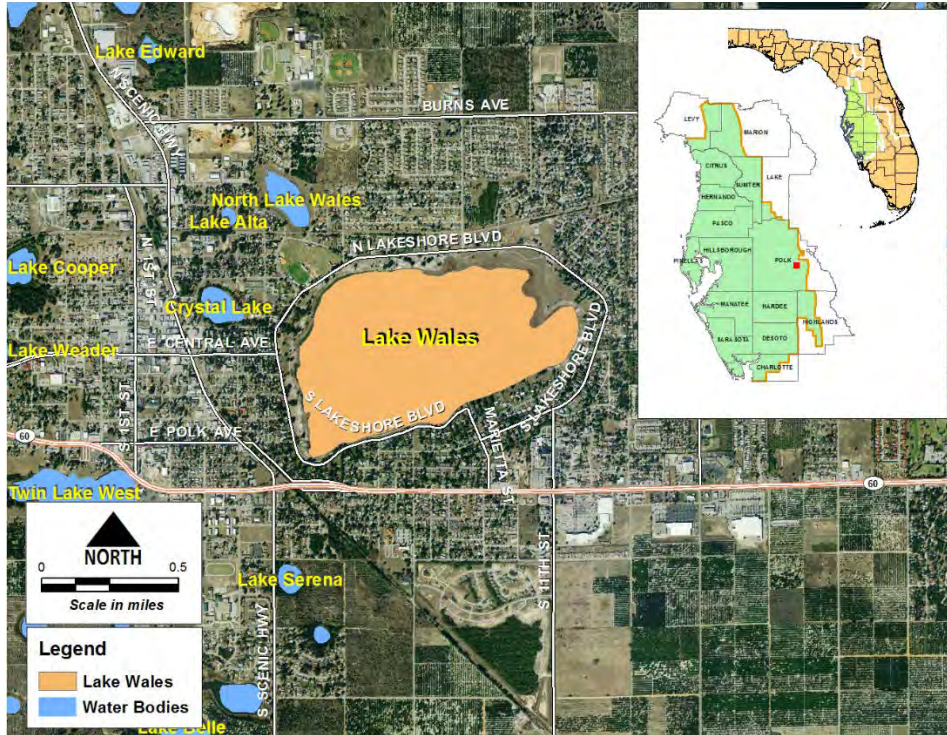 Lake Edward
N SCENIC HWY
BURNS AVE
North Lake Wales
Lake Alta
N 1ST ST
N LAKESHORE BLVD
Lake Cooper
Crystal Lake
Lake Wales
S LAKESHORE BLVD
Lake Weader
E CENTRAL AVE
S LAKESHORE BLVD
MARIETTA ST
S 1ST ST
E POLK AVE
60
60
Twin Lake West
S 11TH ST
NORTH
0 0.5
Scale in miles
Lake Serena
S SCENIC HWY
Legend
Lake Wales
Water Bodies
Lake Belle
LEVY
MARION
CITRUS
LAKE
SUMTER
HERNANDO
PASCO
HILLSBOROUGH
POLK
PINELLAS
MANATEE
HARDEE
HIGHLANDS
SARASOTA
DESOTO
CHARLOTTE